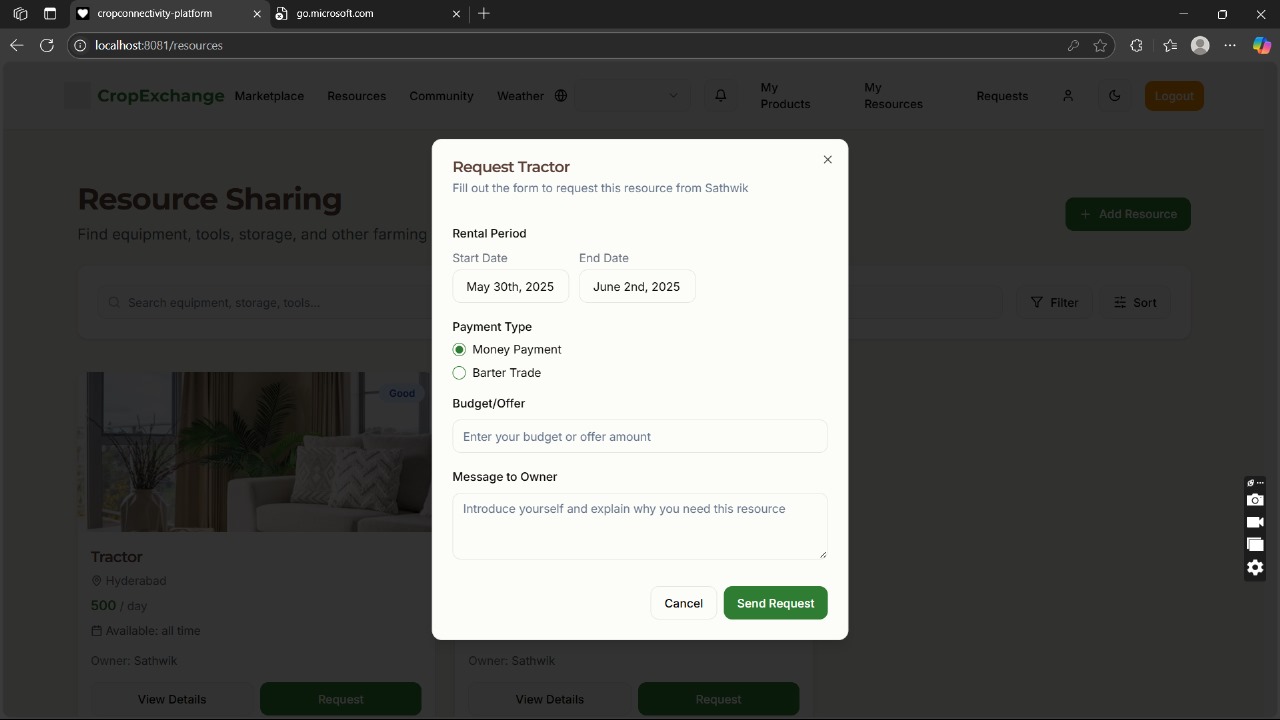 cropconnectivity-platform
go.microsoft.com
localhost:8081/resources
CropExchange
Marketplace
Resources
Community
Weather
My Products
My Resources
Requests
Logout
Resource Sharing
Find equipment, tools, storage, and other farming
+ Add Resource
Search equipment, storage, tools...
Filter
Sort
Request Tractor
Fill out the form to request this resource from Sathwik
Rental Period
Start Date
End Date
May 30th, 2025
June 2nd, 2025
Payment Type
Money Payment
Barter Trade
Budget/Offer
Enter your budget or offer amount
Message to Owner
Introduce yourself and explain why you need this resource
Cancel
Send Request
Good
Tractor
Hyderabad
500 / day
Available: all time
Owner: Sathwik
View Details
Request
Owner: Sathwik
View Details
Request